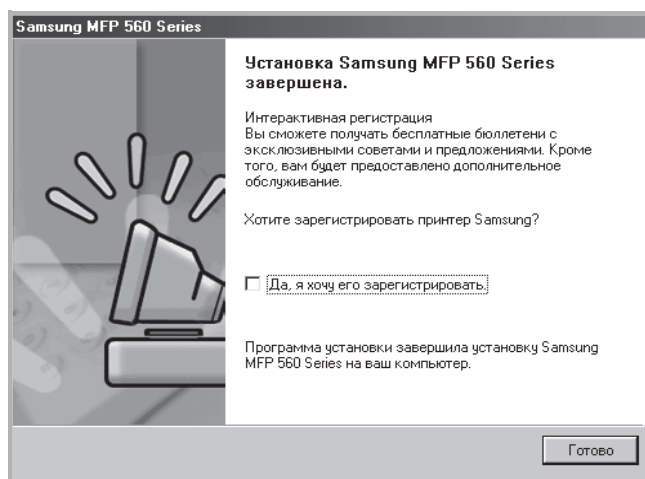 Samsung MFP 560 Series
Установка Samsung MFP 560 Series
завершена.
Интерактивная регистрация
Вы сможете получать бесплатные бюллетени с
эксклюзивными советами и предложениями. Кроме
того, вам будет предоставлено дополнительное
обслуживание.
Хотите зарегистрировать принтер Samsung?
Да, я хочу его зарегистрировать.
Программа установки завершила установку Samsung
MFP 560 Series на ваш компьютер.
Готово